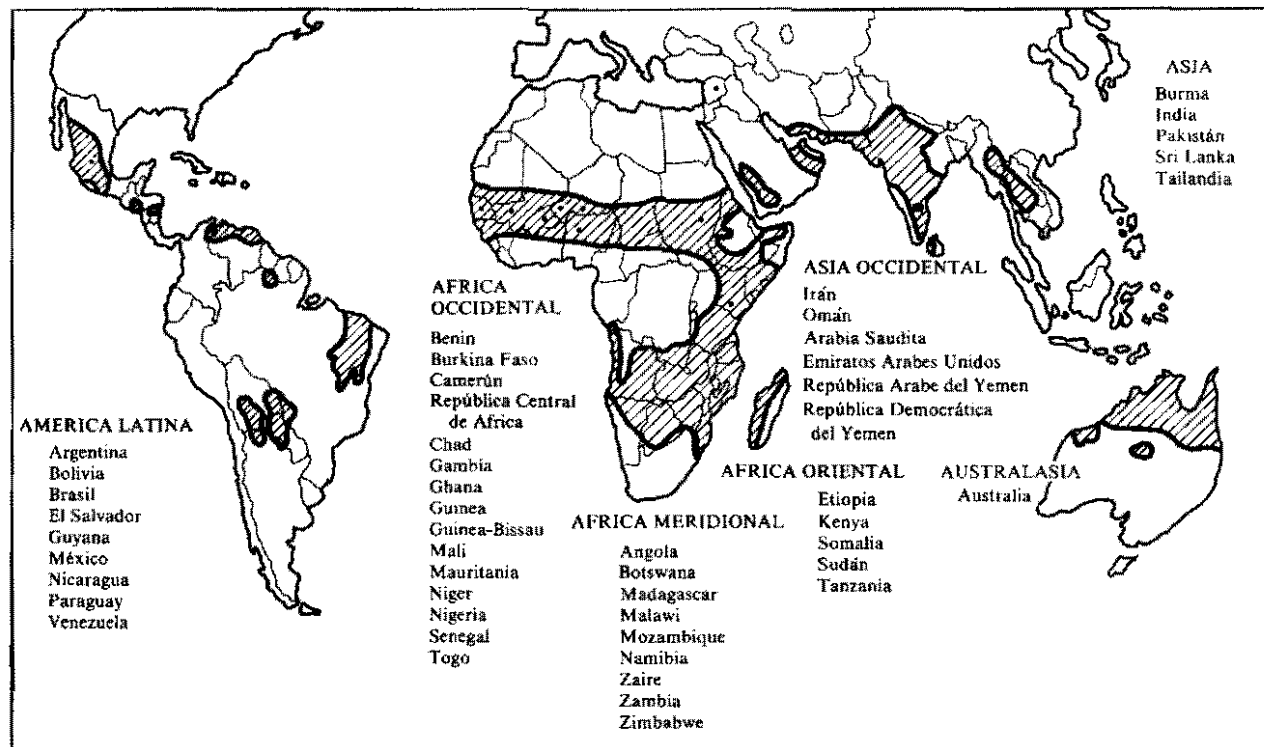 AMERICA LATINA
Argentina
Bolivia
Brasil
El Salvador
Guyana
México
Nicaragua
Paraguay
Venezuela
AFRICA
OCCIDENTAL
Benin
Burkina Faso
Camerún
República Central
de Africa
Chad
Gambia
Ghana
Guinea
Guinea-Bissau
Mali
Mauritania
Niger
Nigeria
Senegal
Togo
AFRICA MERIDIONAL
Angola
Botswana
Madagascar
Malawi
Mozambique
Namibia
Zaire
Zambia
Zimbabwe
ASIA OCCIDENTAL
Irán
Omán
Arabia Saudita
Emiratos Arabes Unidos
República Arabe del Yemen
República Democrática
del Yemen
AFRICA ORIENTAL
Etiopia
Kenya
Somalia
Sudán
Tanzania
ASIA
Burma
India
Pakistán
Sri Lanka
Tailandia
AUSTRALASIA
Australia